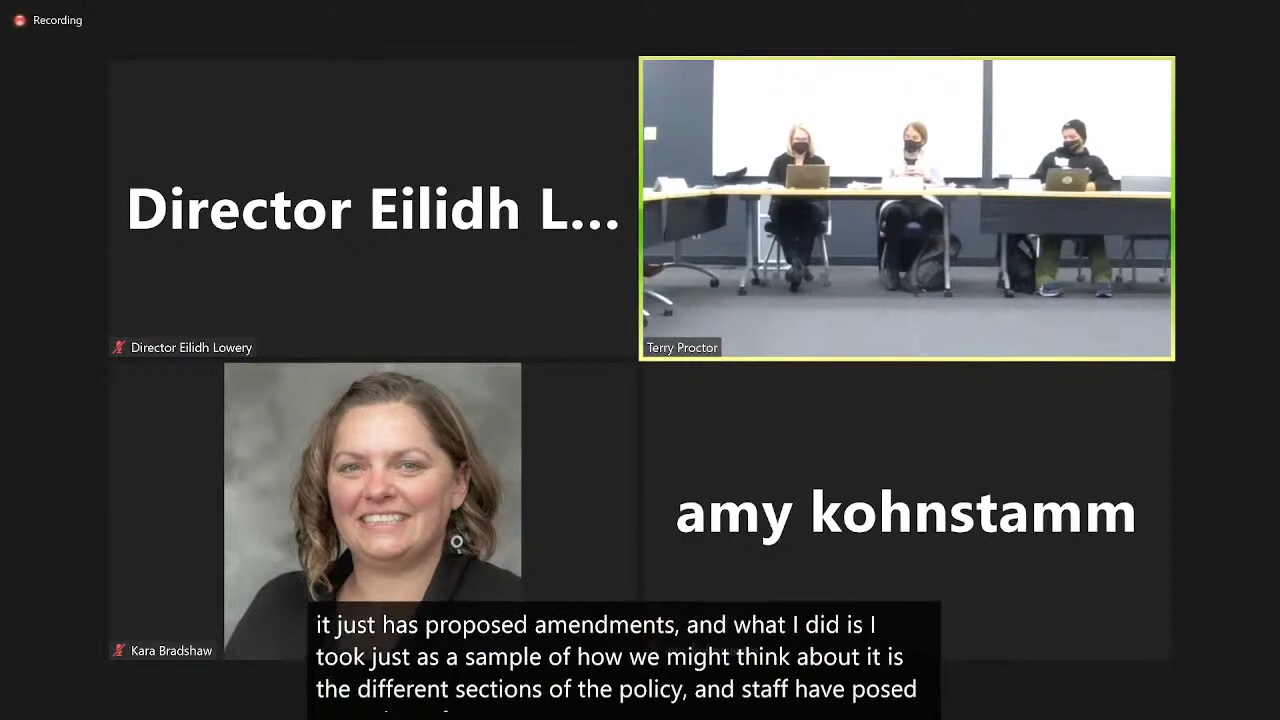 Recording
Director Eilidh L...
Director Eilidh Lowery
Terry Proctor
amy kohnstamm
Kara Bradshaw
it just has proposed amendments, and what I did is I
took just as a sample of how we might think about it is
the different sections of the policy, and staff have posed